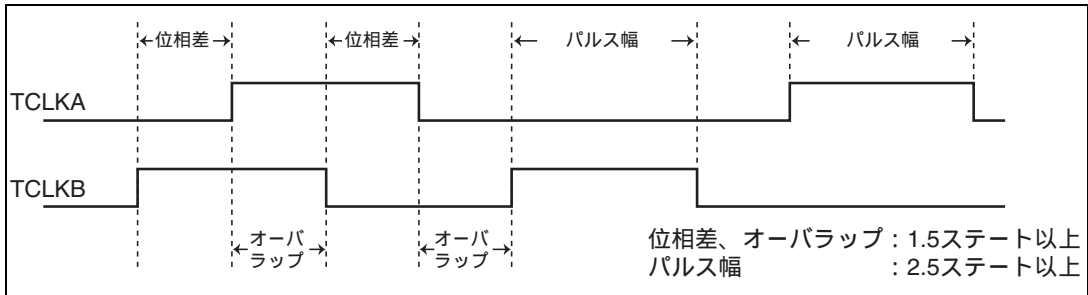 位相差 位相差 パルス幅 パルス幅
TCLKA
TCLKB
オーバ オーバ
ラップ ラップ
位相差、オーバラップ：1.5ステート以上
パルス幅 ：2.5ステート以上